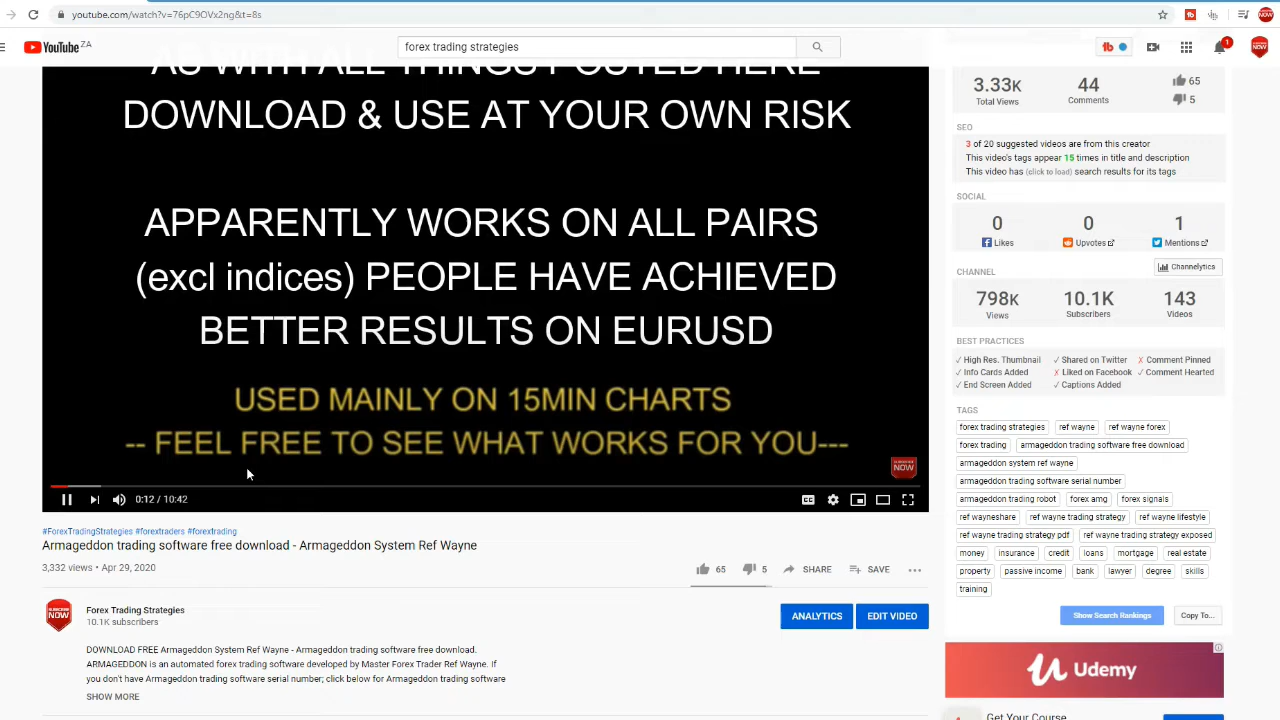 youtube.com/watch?v=76pC9OVx2ng&t=8s
YouTube ZA
forex trading strategies
tb
1
AS WITH ALL THINGS POSTED HERE
DOWNLOAD & USE AT YOUR OWN RISK
APPARENTLY WORKS ON ALL PAIRS
(excl indices) PEOPLE HAVE ACHIEVED
BETTER RESULTS ON EURUSD
USED MAINLY ON 15MIN CHARTS
-- FEEL FREE TO SEE WHAT WORKS FOR YOU---
SUBSCRIBE
NOW
0:12 / 10:42
CC
#ForexTradingStrategies #forextraders #forextrading
Armageddon trading software free download - Armageddon System Ref Wayne
3,332 views • Apr 29, 2020
65 5 SHARE SAVE
Forex Trading Strategies
10.1K subscribers
ANALYTICS EDIT VIDEO
DOWNLOAD FREE Armageddon System Ref Wayne - Armageddon trading software free download.
ARMAGEDDON is an automated forex trading software developed by Master Forex Trader Ref Wayne. If
you don't have Armageddon trading software serial number; click below for Armageddon trading software
SHOW MORE
3.33K 44 65
Total Views Comments 5
SEO
3 of 20 suggested videos are from this creator
This video's tags appear 15 times in title and description
This video has (click to load) search results for its tags
SOCIAL
0 0 1
Likes Upvotes Mentions
CHANNEL Channelytics
798K 10.1K 143
Views Subscribers Videos
BEST PRACTICES
✓ High Res. Thumbnail ✓ Shared on Twitter ✗ Comment Pinned
✓ Info Cards Added ✗ Liked on Facebook ✓ Comment Hearted
✓ End Screen Added ✓ Captions Added
TAGS
forex trading strategies ref wayne ref wayne forex
forex trading armageddon trading software free download
armageddon system ref wayne
armageddon trading software serial number
armageddon trading robot forex amg forex signals
ref wayneshare ref wayne trading strategy ref wayne lifestyle
ref wayne trading strategy pdf ref wayne trading strategy exposed
money insurance credit loans mortgage real estate
property passive income bank lawyer degree skills
training
Show Search Rankings Copy To...
Udemy
Get Your Course